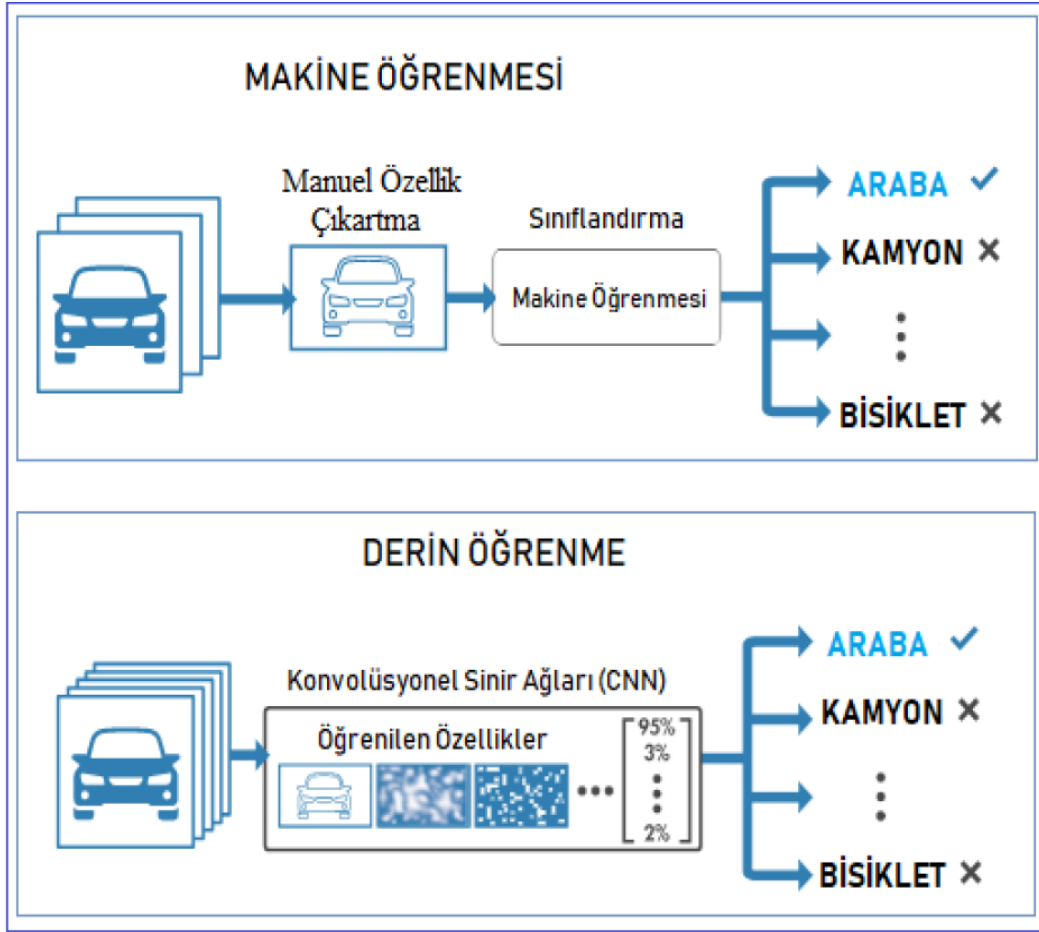 MAKİNE ÖĞRENMESİ
Manuel Özellik
Çıkartma
Sınıflandırma
Makine Öğrenmesi
ARABA
KAMYON
BİSİKLET
DERİN ÖĞRENME
Konvolüsyonel Sinir Ağları (CNN)
Öğrenilen Özellikler
95%
3%
2%
ARABA
KAMYON
BİSİKLET